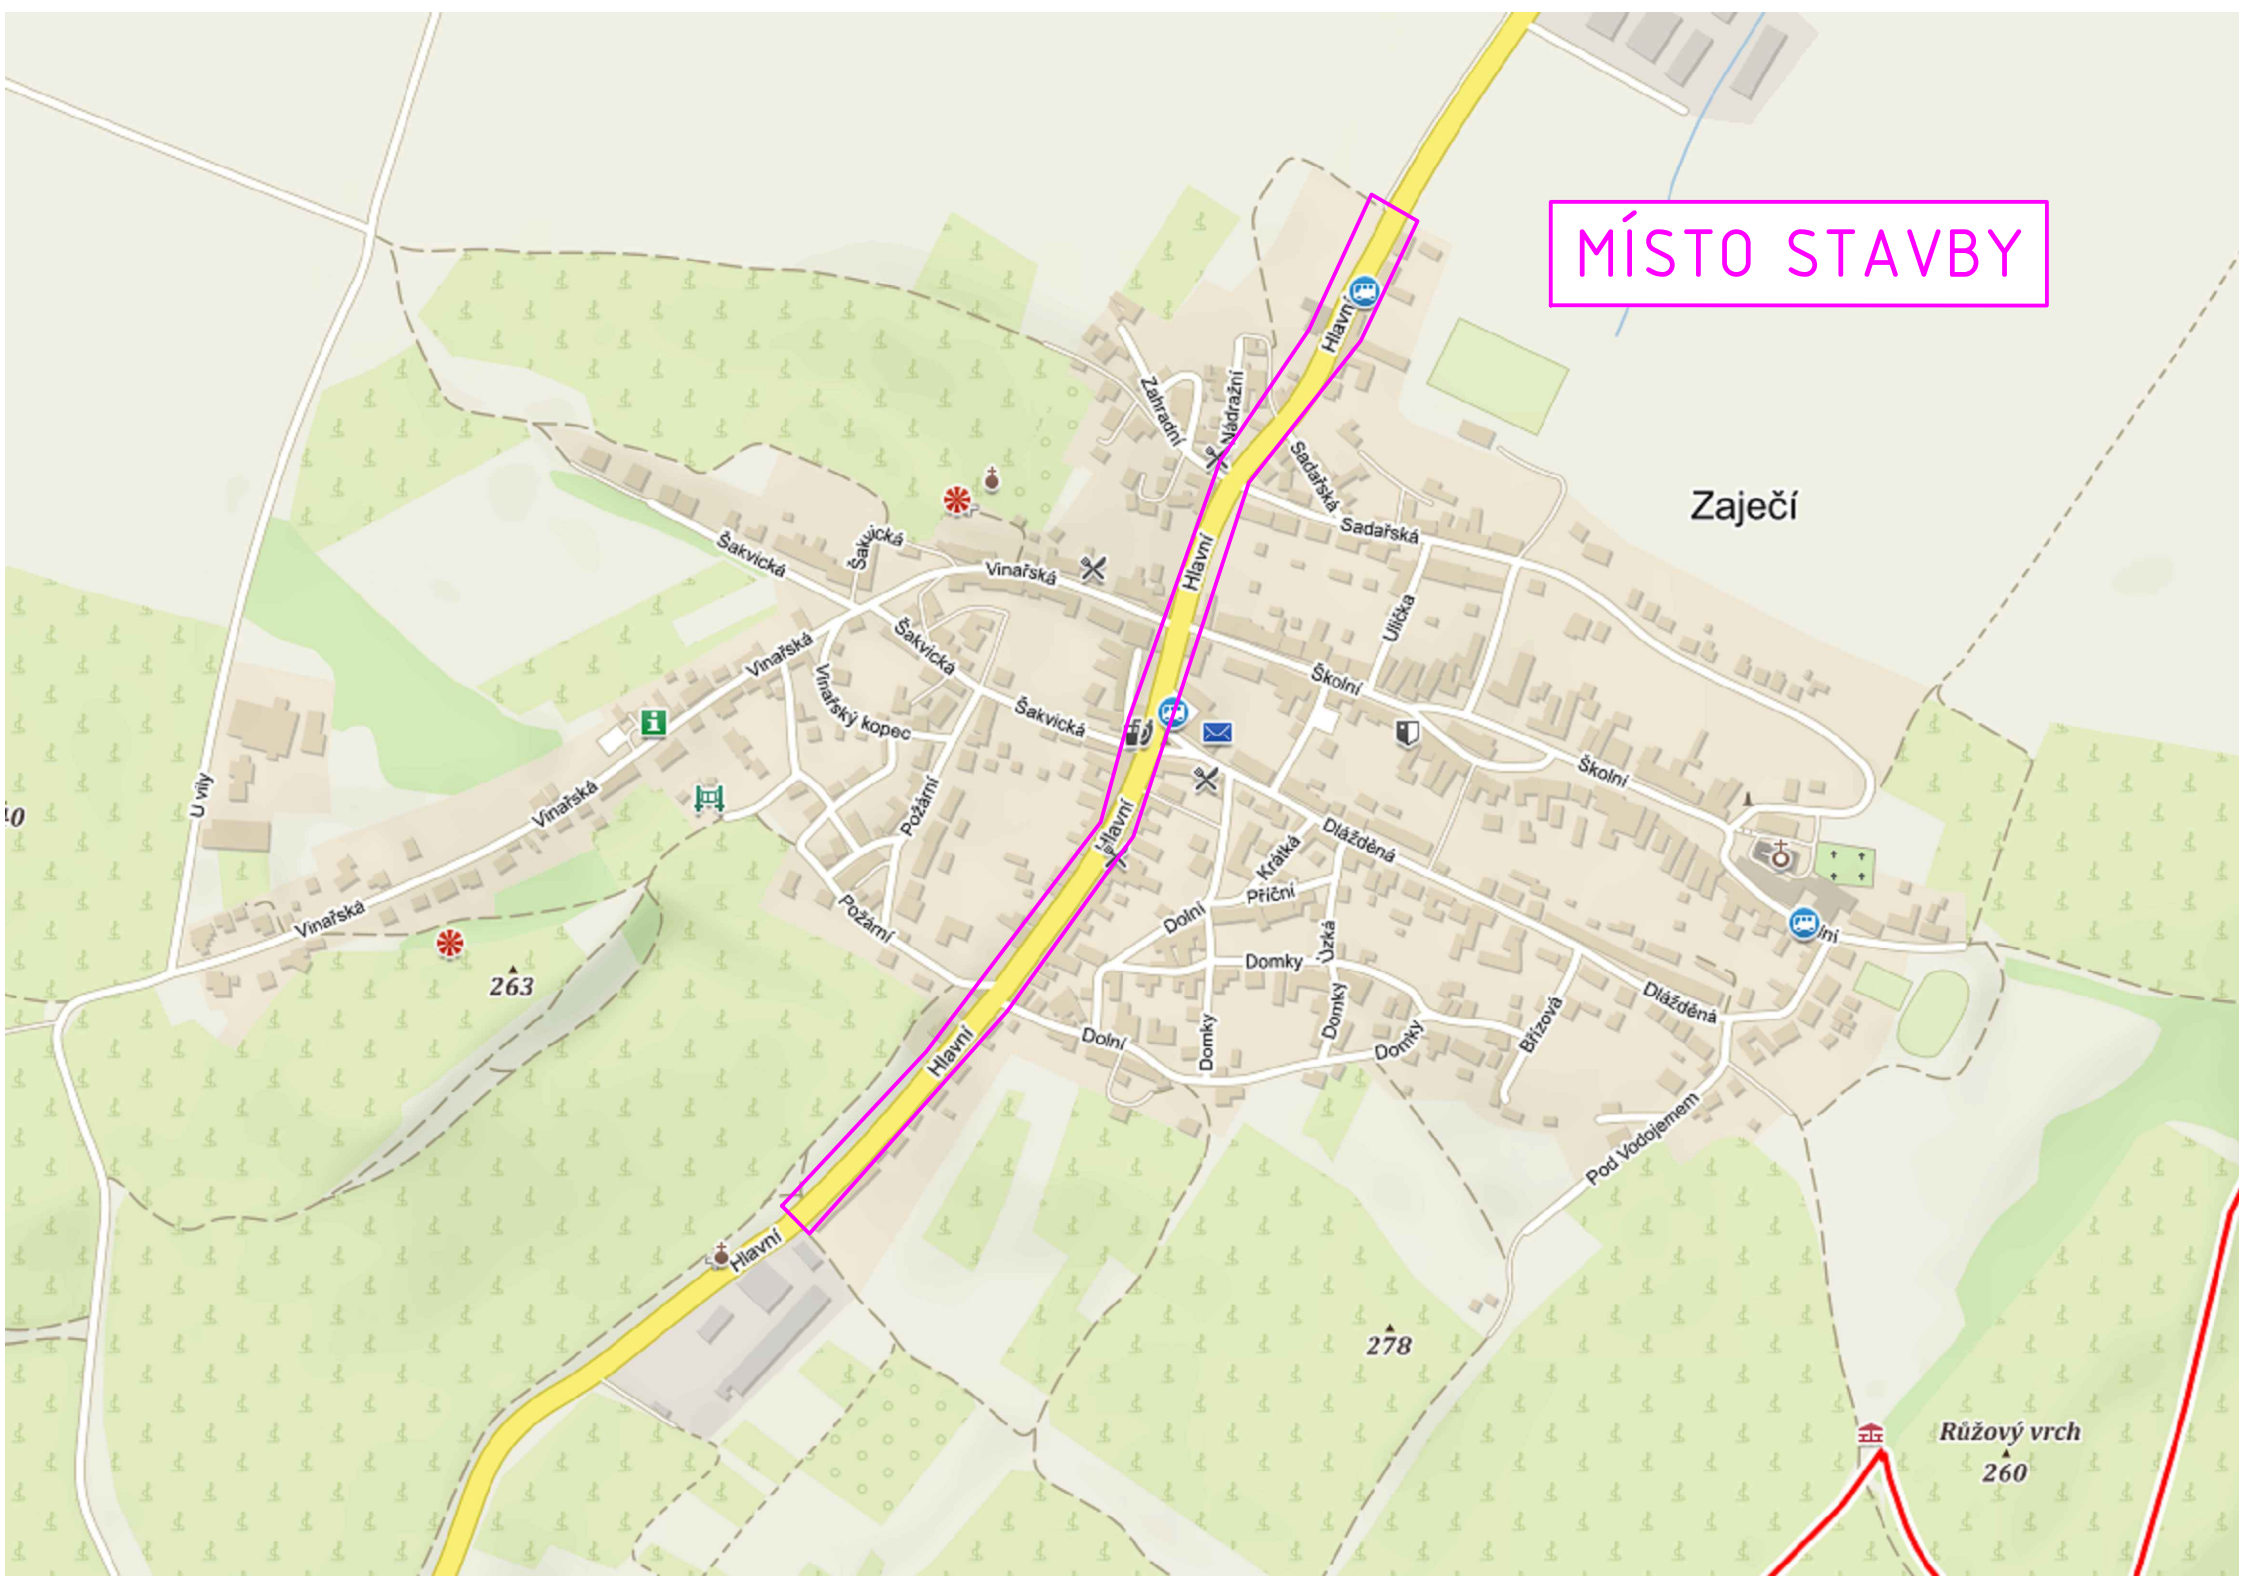 MÍSTO STAVBY
Hlavní
Zahradní
Nádražní
Sadařská
Zaječí
Sadařská
Šakvická
Šakvická
Vinařská
Hlavní
Ulička
Šakvická
Vinařská
Školní
Vinařský kopec
Šakvická
Školní
U vily
Vinařská
Požární
Hlavní
Dlážděná
Krátká
Příční
Vinařská
Požární
Dolní
Úzká
lní
Domky
263
Dlážděná
Břízová
Hlavní
Dolní
Domky
Domky
Domky
Pod Vodojemem
Hlavní
278
Růžový vrch
260